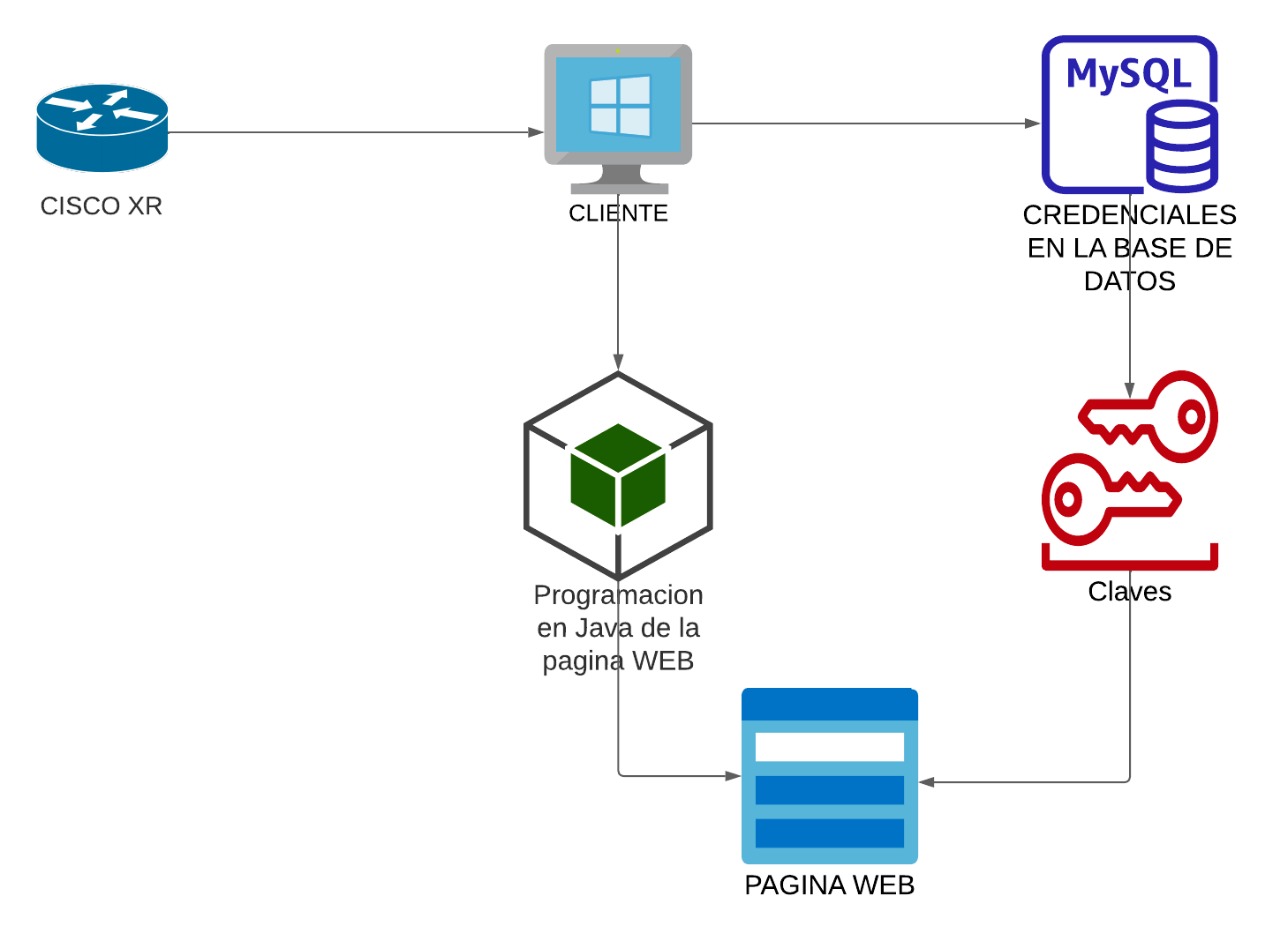 MySQL
CISCO XR
CLIENTE
CREDENCIALES
EN LA BASE DE
DATOS
Programacion
en Java de la
pagina WEB
Claves
PAGINA WEB